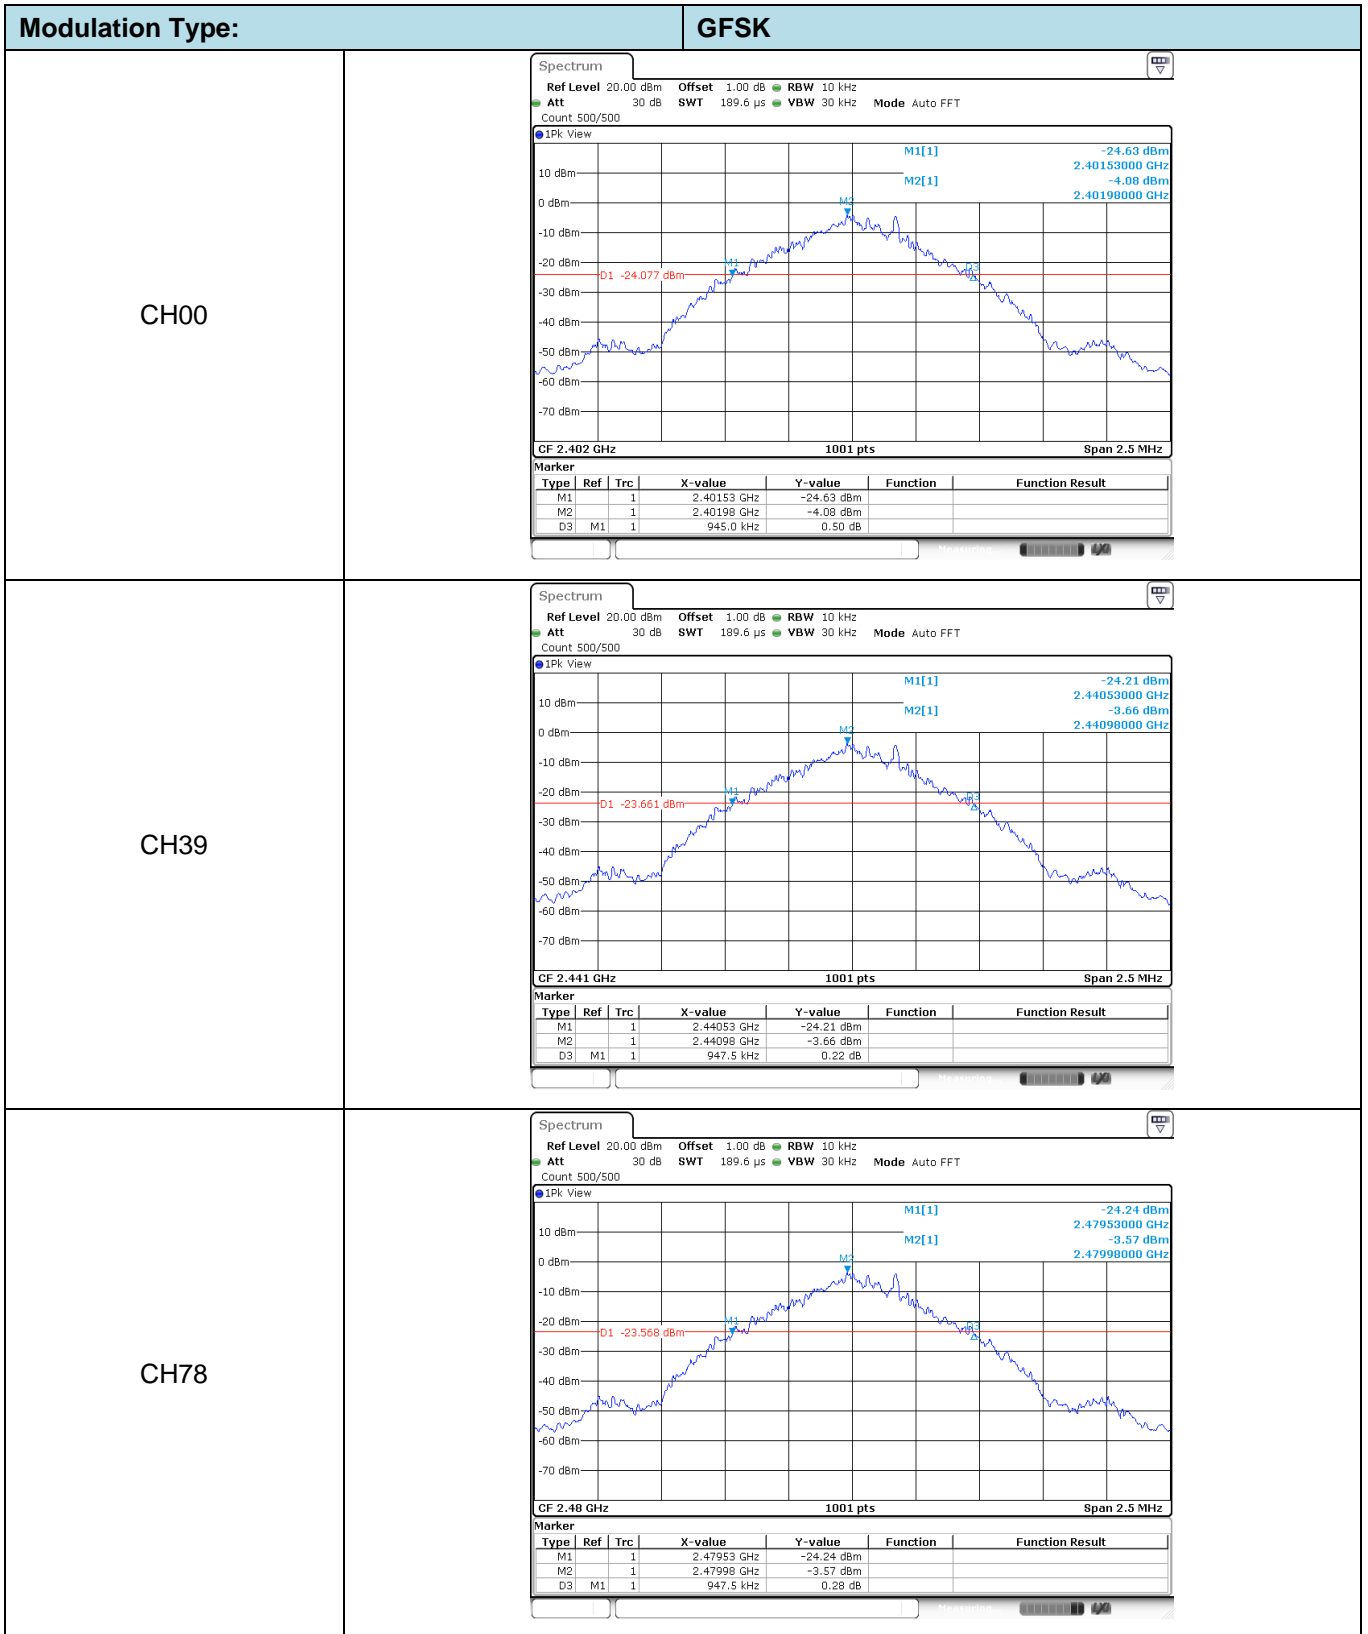 Modulation Type: GFSK
CH00
Spectrum
Ref Level 20.00 dBm Offset 1.00 dB RBW 10 kHz
Att 30 dB SWT 189.6 µs VBW 30 kHz Mode Auto FFT
Count 500/500
1Pk View
M1[1] -24.63 dBm
2.40153000 GHz
10 dBm
M2[1] -4.08 dBm
2.40198000 GHz
0 dBm
M2
-10 dBm
-20 dBm
M1
D3
D1 -24.077 dBm
-30 dBm
-40 dBm
-50 dBm
-60 dBm
-70 dBm
CF 2.402 GHz 1001 pts Span 2.5 MHz
Marker
Type Ref Trc X-value Y-value Function Function Result
M1 1 2.40153 GHz -24.63 dBm
M2 1 2.40198 GHz -4.08 dBm
D3 M1 1 945.0 kHz 0.50 dB
Measuring...
CH39
Spectrum
Ref Level 20.00 dBm Offset 1.00 dB RBW 10 kHz
Att 30 dB SWT 189.6 µs VBW 30 kHz Mode Auto FFT
Count 500/500
1Pk View
M1[1] -24.21 dBm
2.44053000 GHz
10 dBm
M2[1] -3.66 dBm
2.44098000 GHz
0 dBm
M2
-10 dBm
-20 dBm
M1
D3
D1 -23.661 dBm
-30 dBm
-40 dBm
-50 dBm
-60 dBm
-70 dBm
CF 2.441 GHz 1001 pts Span 2.5 MHz
Marker
Type Ref Trc X-value Y-value Function Function Result
M1 1 2.44053 GHz -24.21 dBm
M2 1 2.44098 GHz -3.66 dBm
D3 M1 1 947.5 kHz 0.22 dB
Measuring...
CH78
Spectrum
Ref Level 20.00 dBm Offset 1.00 dB RBW 10 kHz
Att 30 dB SWT 189.6 µs VBW 30 kHz Mode Auto FFT
Count 500/500
1Pk View
M1[1] -24.24 dBm
2.47953000 GHz
10 dBm
M2[1] -3.57 dBm
2.47998000 GHz
0 dBm
M2
-10 dBm
-20 dBm
M1
D3
D1 -23.568 dBm
-30 dBm
-40 dBm
-50 dBm
-60 dBm
-70 dBm
CF 2.48 GHz 1001 pts Span 2.5 MHz
Marker
Type Ref Trc X-value Y-value Function Function Result
M1 1 2.47953 GHz -24.24 dBm
M2 1 2.47998 GHz -3.57 dBm
D3 M1 1 947.5 kHz 0.28 dB
Measuring...